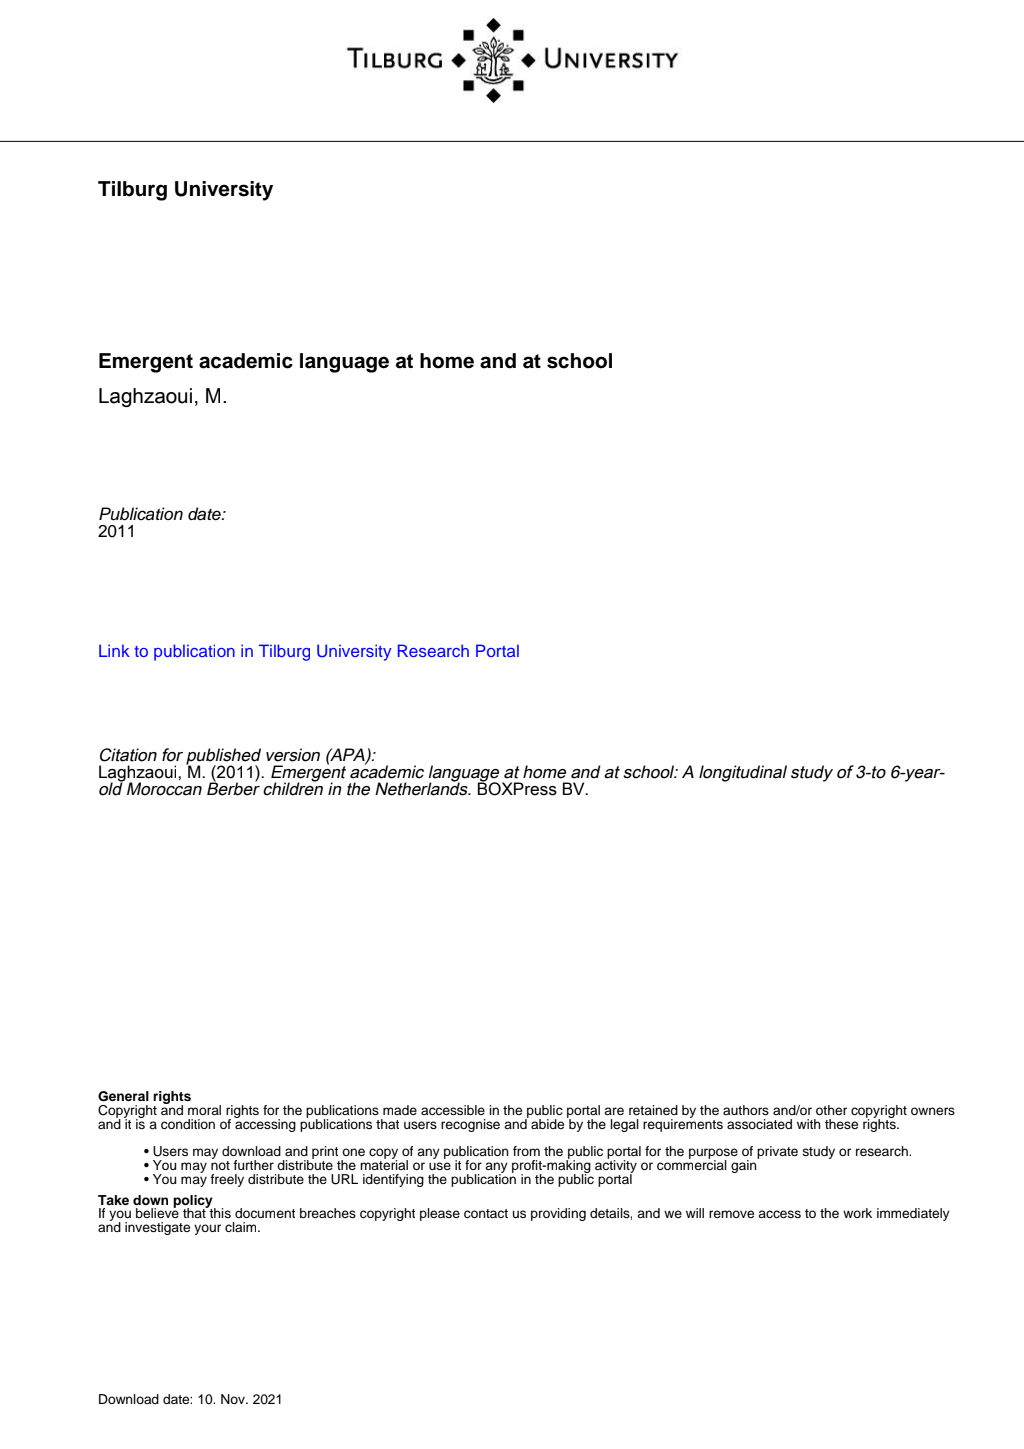 TILBURG UNIVERSITY
Tilburg University
Emergent academic language at home and at school
Laghzaoui, M.
Publication date:
2011
Link to publication in Tilburg University Research Portal
Citation for published version (APA):
Laghzaoui, M. (2011). Emergent academic language at home and at school: A longitudinal study of 3-to 6-year-
old Moroccan Berber children in the Netherlands. BOXPress BV.
General rights
Copyright and moral rights for the publications made accessible in the public portal are retained by the authors and/or other copyright owners
and it is a condition of accessing publications that users recognise and abide by the legal requirements associated with these rights.
• Users may download and print one copy of any publication from the public portal for the purpose of private study or research.
• You may not further distribute the material or use it for any profit-making activity or commercial gain
• You may freely distribute the URL identifying the publication in the public portal
Take down policy
If you believe that this document breaches copyright please contact us providing details, and we will remove access to the work immediately
and investigate your claim.
Download date: 10. Nov. 2021